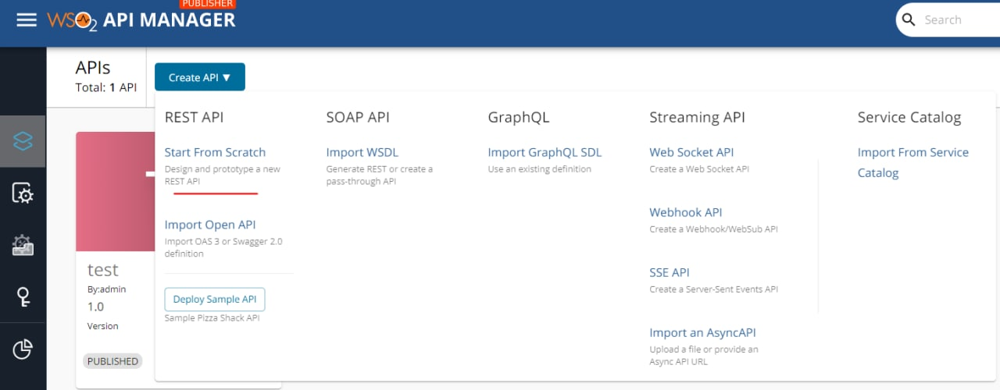 PUBLISHER
WSO2 API MANAGER
Search
APIs
Total: 1 API
Create API ▼
REST API
Start From Scratch
Design and prototype a new
REST API
Import Open API
Import OAS 3 or Swagger 2.0
definition
Deploy Sample API
Sample Pizza Shack API
SOAP API
Import WSDL
Generate REST or create a
pass-through API
GraphQL
Import GraphQL SDL
Use an existing definition
Streaming API
Web Socket API
Create a Web Socket API
Webhook API
Create a Webhook/WebSub API
SSE API
Create a Server-Sent Events API
Import an AsyncAPI
Upload a file or provide an
Async API URL
Service Catalog
Import From Service
Catalog
test
By:admin
1.0
Version
PUBLISHED